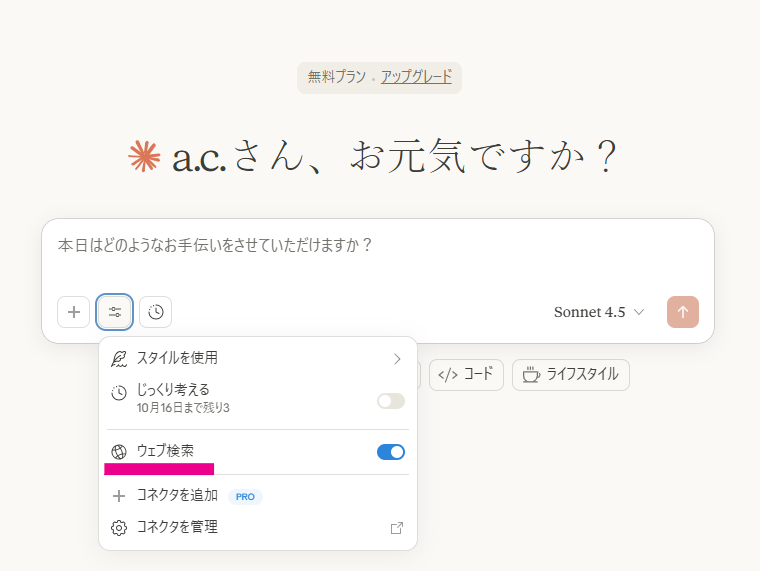 無料プラン · アップグレード
a.c.さん、お元気ですか？
本日はどのようなお手伝いをさせていただけますか？
Sonnet 4.5
スタイルを使用
じっくり考える
10月16日まで残り3
ウェブ検索
コネクタを追加 PRO
コネクタを管理
</> コード
ライフスタイル